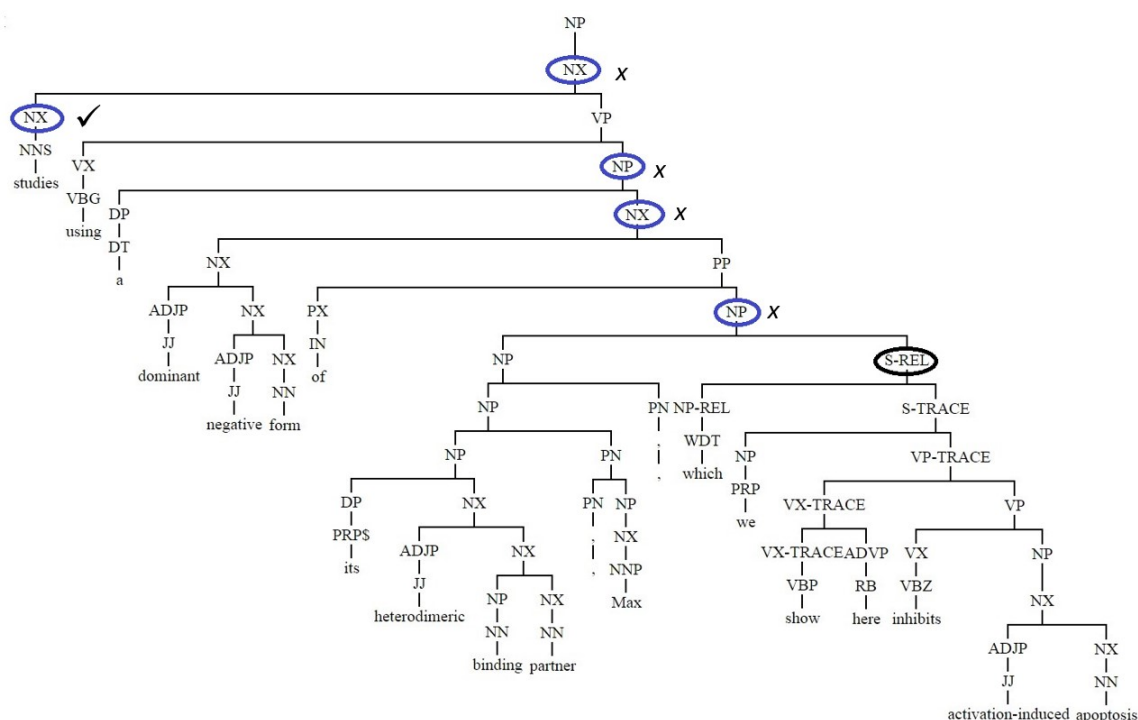 NP
NX x
NX ✓ VP
NNS VX NP x
studies VBG DP NX x
using DT
a NX PP
ADJP NX PX NP x
JJ ADJP NX IN NP S-REL
dominant JJ NN of
negative form NP PN NP-REL S-TRACE
, WDT
NP PN , which NP VP-TRACE
PRP
DP NX PN NP we VX-TRACE VP
PRP$ , NX
its ADJP NX , NNP VX-TRACE ADVP VX NP
JJ Max VBP RB VBZ
heterodimeric NP NX show here inhibits NX
NN NN
binding partner ADJP NX
JJ NN
activation-induced apoptosis